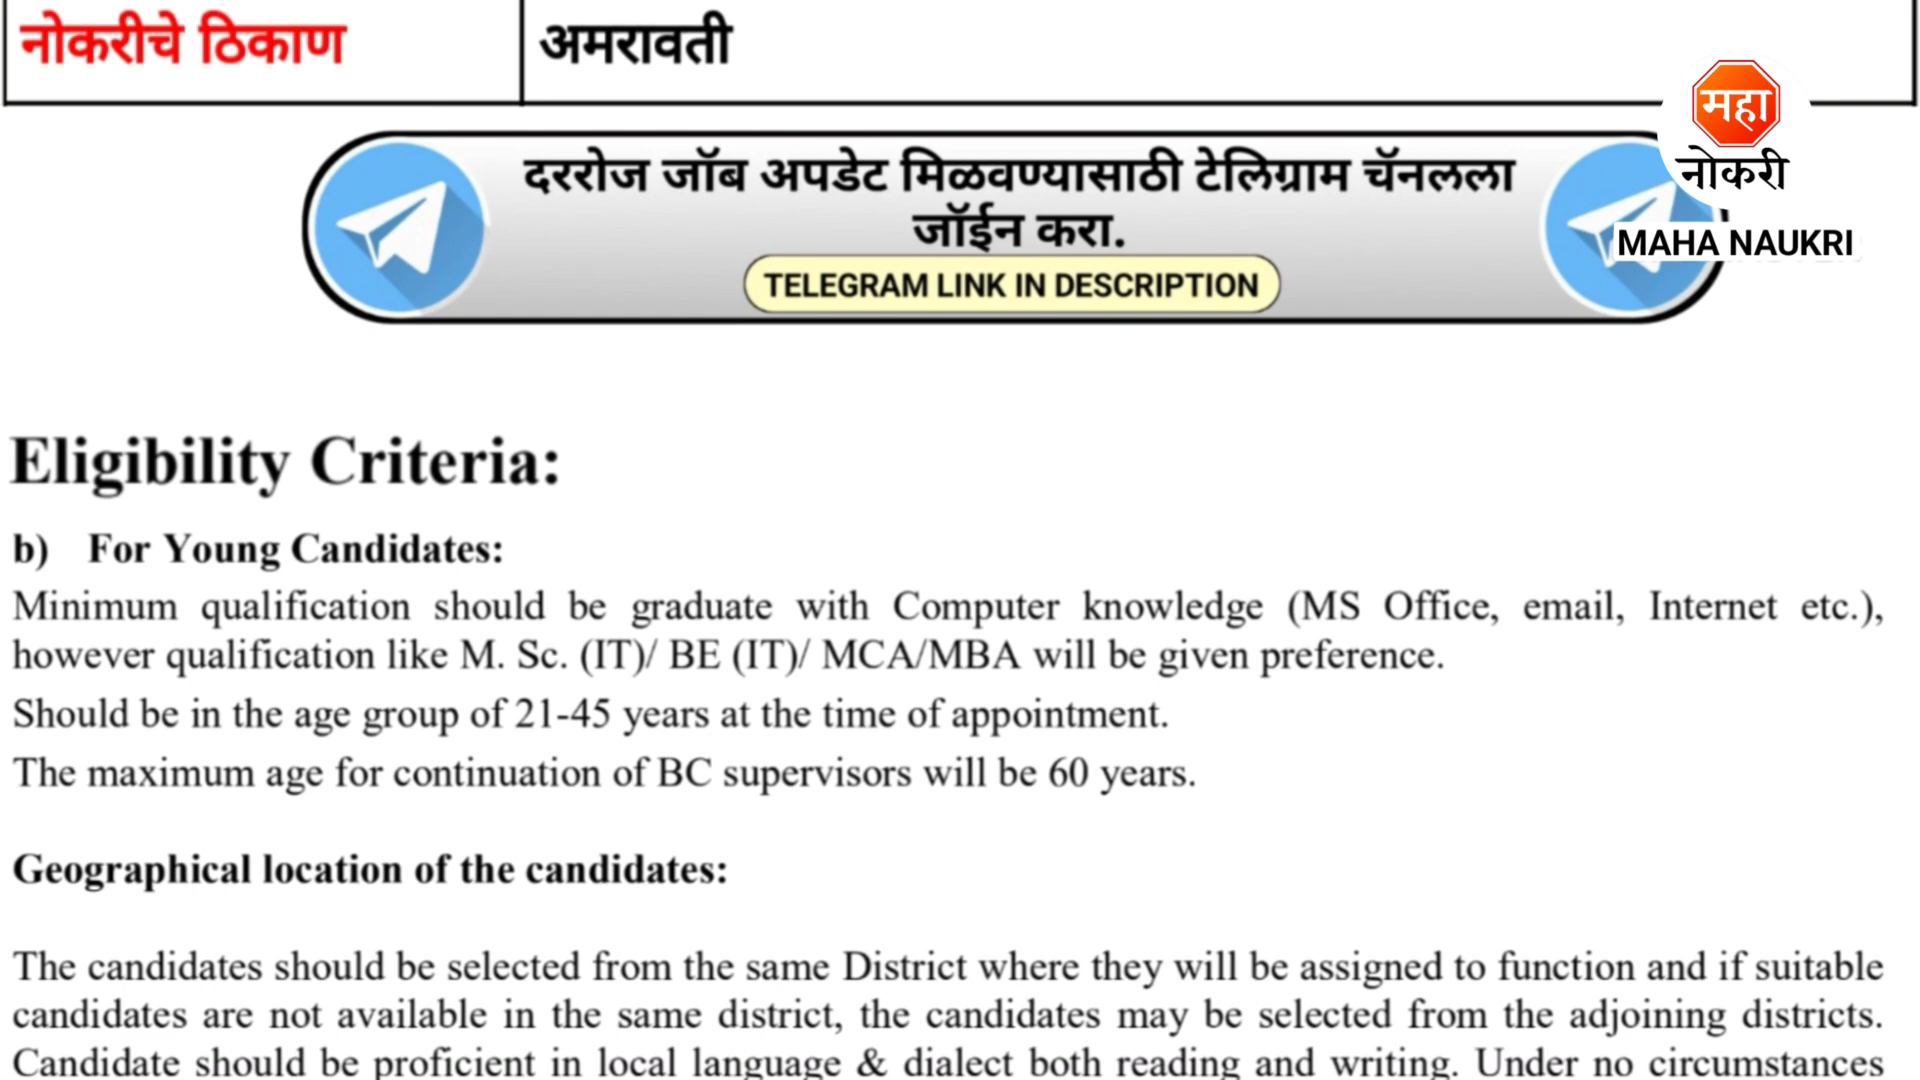 नोकरीचे ठिकाण
अमरावती
महा
नोकरी
MAHA NAUKRI
दररोज जॉब अपडेट मिळवण्यासाठी टेलिग्राम चॅनलला
जॉईन करा.
TELEGRAM LINK IN DESCRIPTION
Eligibility Criteria:
b) For Young Candidates:
Minimum qualification should be graduate with Computer knowledge (MS Office, email, Internet etc.),
however qualification like M. Sc. (IT)/ BE (IT)/ MCA/MBA will be given preference.
Should be in the age group of 21-45 years at the time of appointment.
The maximum age for continuation of BC supervisors will be 60 years.
Geographical location of the candidates:
The candidates should be selected from the same District where they will be assigned to function and if suitable
candidates are not available in the same district, the candidates may be selected from the adjoining districts.
Candidate should be proficient in local language & dialect both reading and writing. Under no circumstances